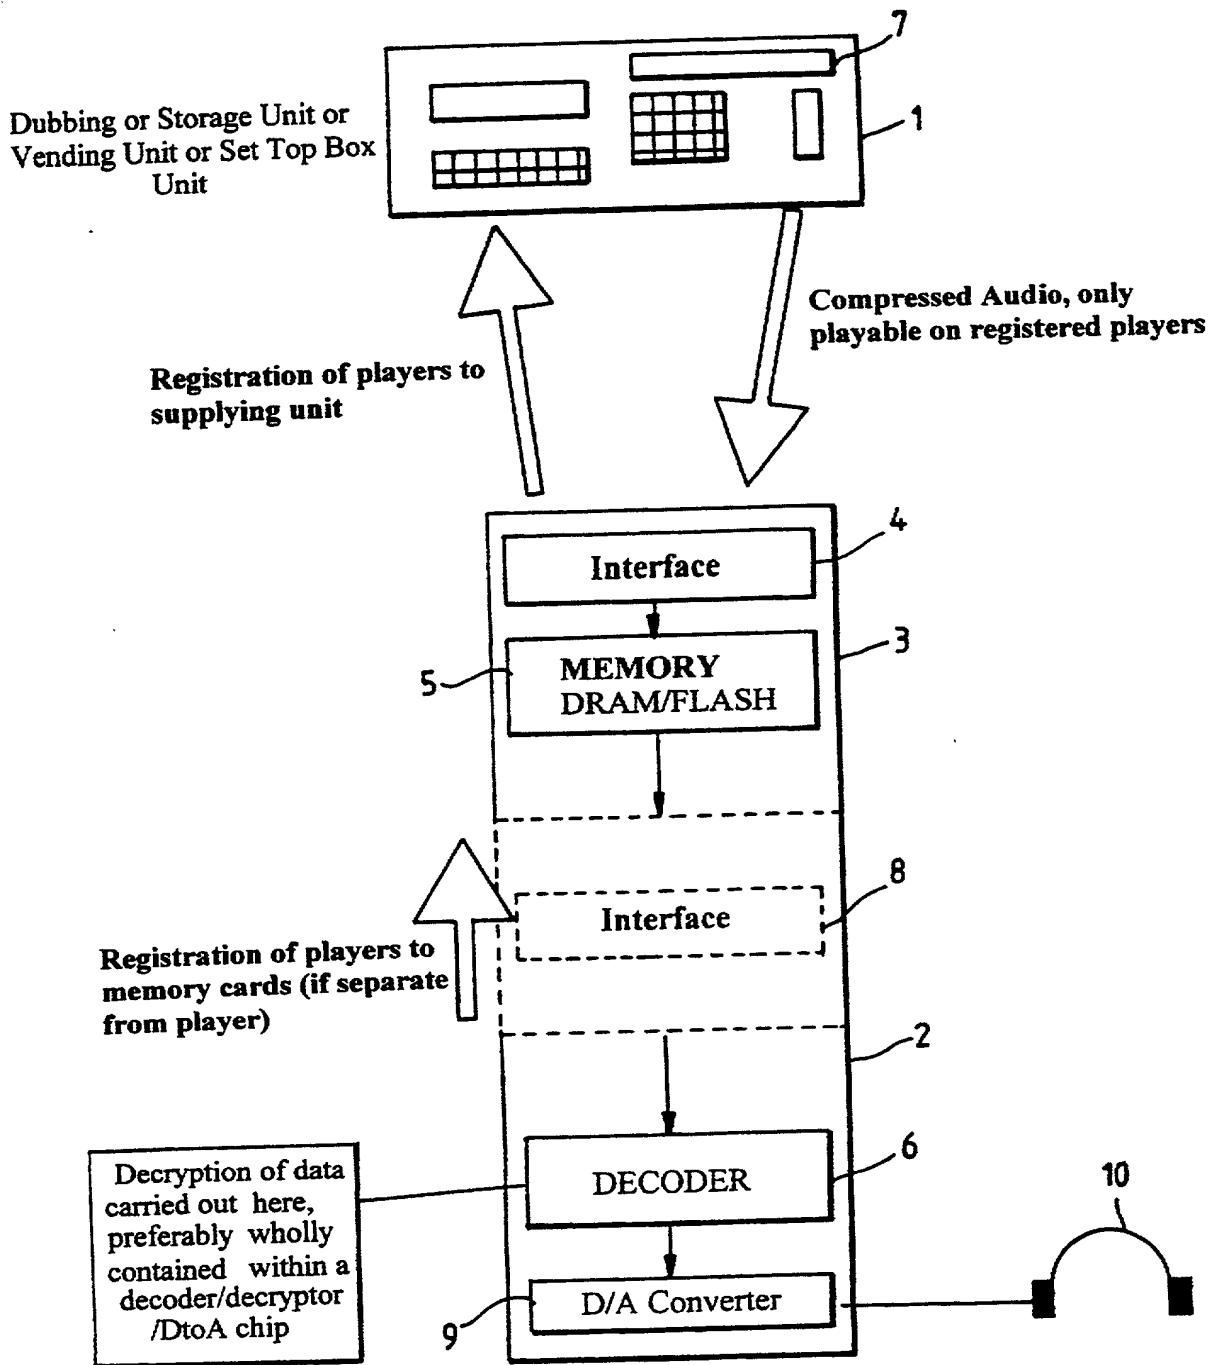 7
1
Dubbing or Storage Unit or
Vending Unit or Set Top Box
Unit
Compressed Audio, only
playable on registered players
Registration of players to
supplying unit
4
Interface
3
5
MEMORY
DRAM/FLASH
8
Interface
Registration of players to
memory cards (if separate
from player)
2
6
DECODER
Decryption of data
carried out here,
preferably wholly
contained within a
decoder/decryptor
/DtoA chip
10
9
D/A Converter